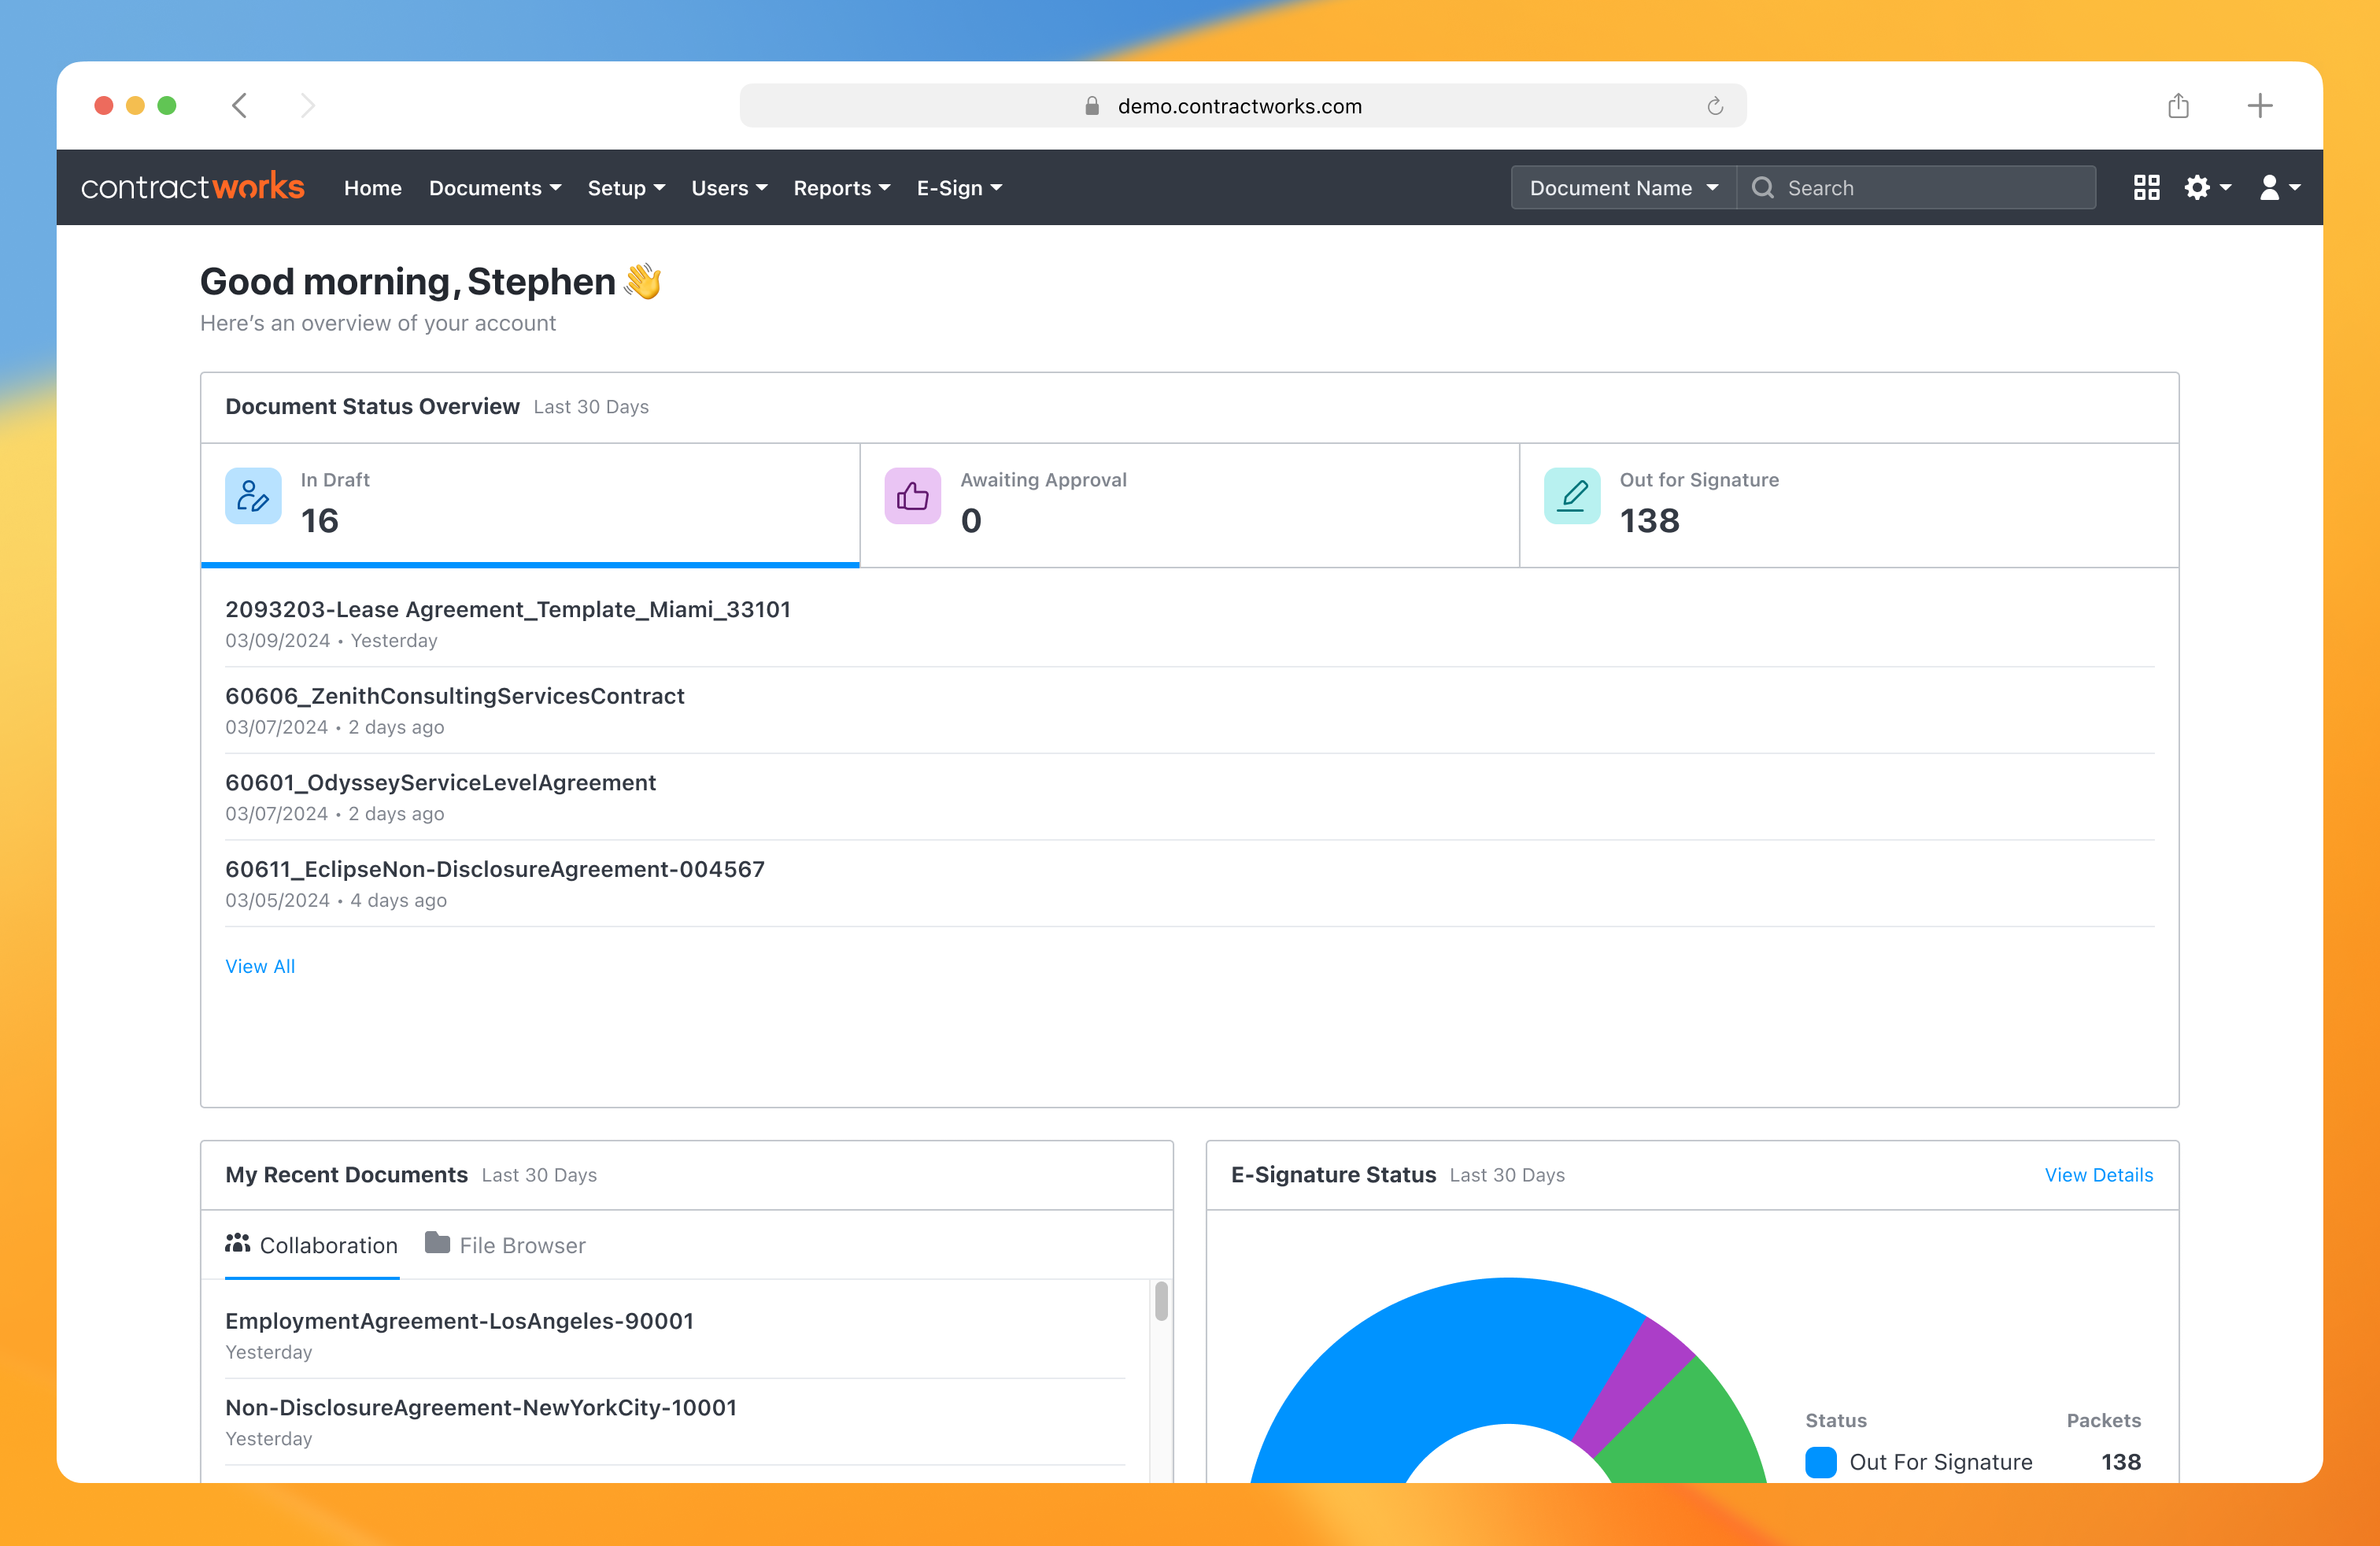 demo.contractworks.com
contractworks Home Documents Setup Users Reports E-Sign Document Name Search
Good morning, Stephen 👋
Here’s an overview of your account
Document Status Overview Last 30 Days
In Draft
16
Awaiting Approval
0
Out for Signature
138
2093203-Lease Agreement_Template_Miami_33101
03/09/2024 • Yesterday
60606_ZenithConsultingServicesContract
03/07/2024 • 2 days ago
60601_OdysseyServiceLevelAgreement
03/07/2024 • 2 days ago
60611_EclipseNon-DisclosureAgreement-004567
03/05/2024 • 4 days ago
View All
My Recent Documents Last 30 Days
Collaboration File Browser
EmploymentAgreement-LosAngeles-90001
Yesterday
Non-DisclosureAgreement-NewYorkCity-10001
Yesterday
E-Signature Status Last 30 Days View Details
Status Packets
Out For Signature 138